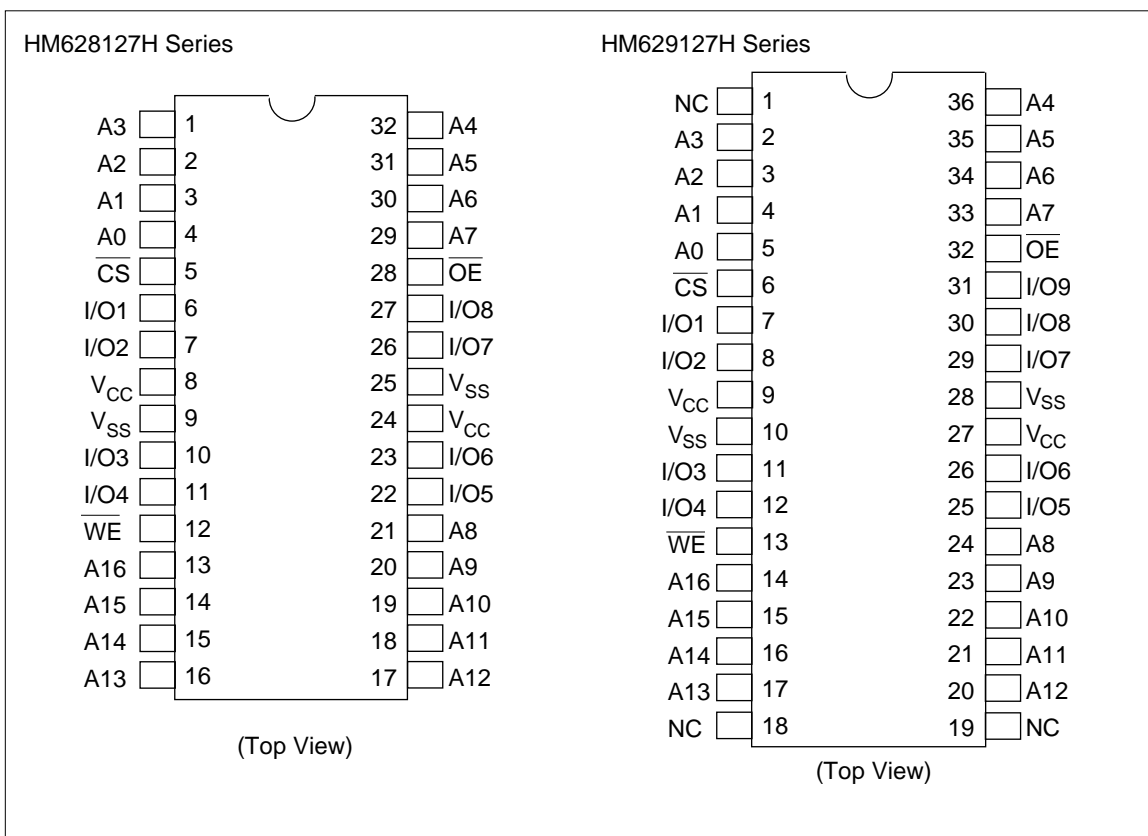 HM628127H Series
A3 1 32 A4
A2 2 31 A5
A1 3 30 A6
A0 4 29 A7
C̅S̅ 5 28 O̅E̅
I/O1 6 27 I/O8
I/O2 7 26 I/O7
VCC 8 25 VSS
VSS 9 24 VCC
I/O3 10 23 I/O6
I/O4 11 22 I/O5
W̅E̅ 12 21 A8
A16 13 20 A9
A15 14 19 A10
A14 15 18 A11
A13 16 17 A12
(Top View)
HM629127H Series
NC 1 36 A4
A3 2 35 A5
A2 3 34 A6
A1 4 33 A7
A0 5 32 O̅E̅
C̅S̅ 6 31 I/O9
I/O1 7 30 I/O8
I/O2 8 29 I/O7
VCC 9 28 VSS
VSS 10 27 VCC
I/O3 11 26 I/O6
I/O4 12 25 I/O5
W̅E̅ 13 24 A8
A16 14 23 A9
A15 15 22 A10
A14 16 21 A11
A13 17 20 A12
NC 18 19 NC
(Top View)